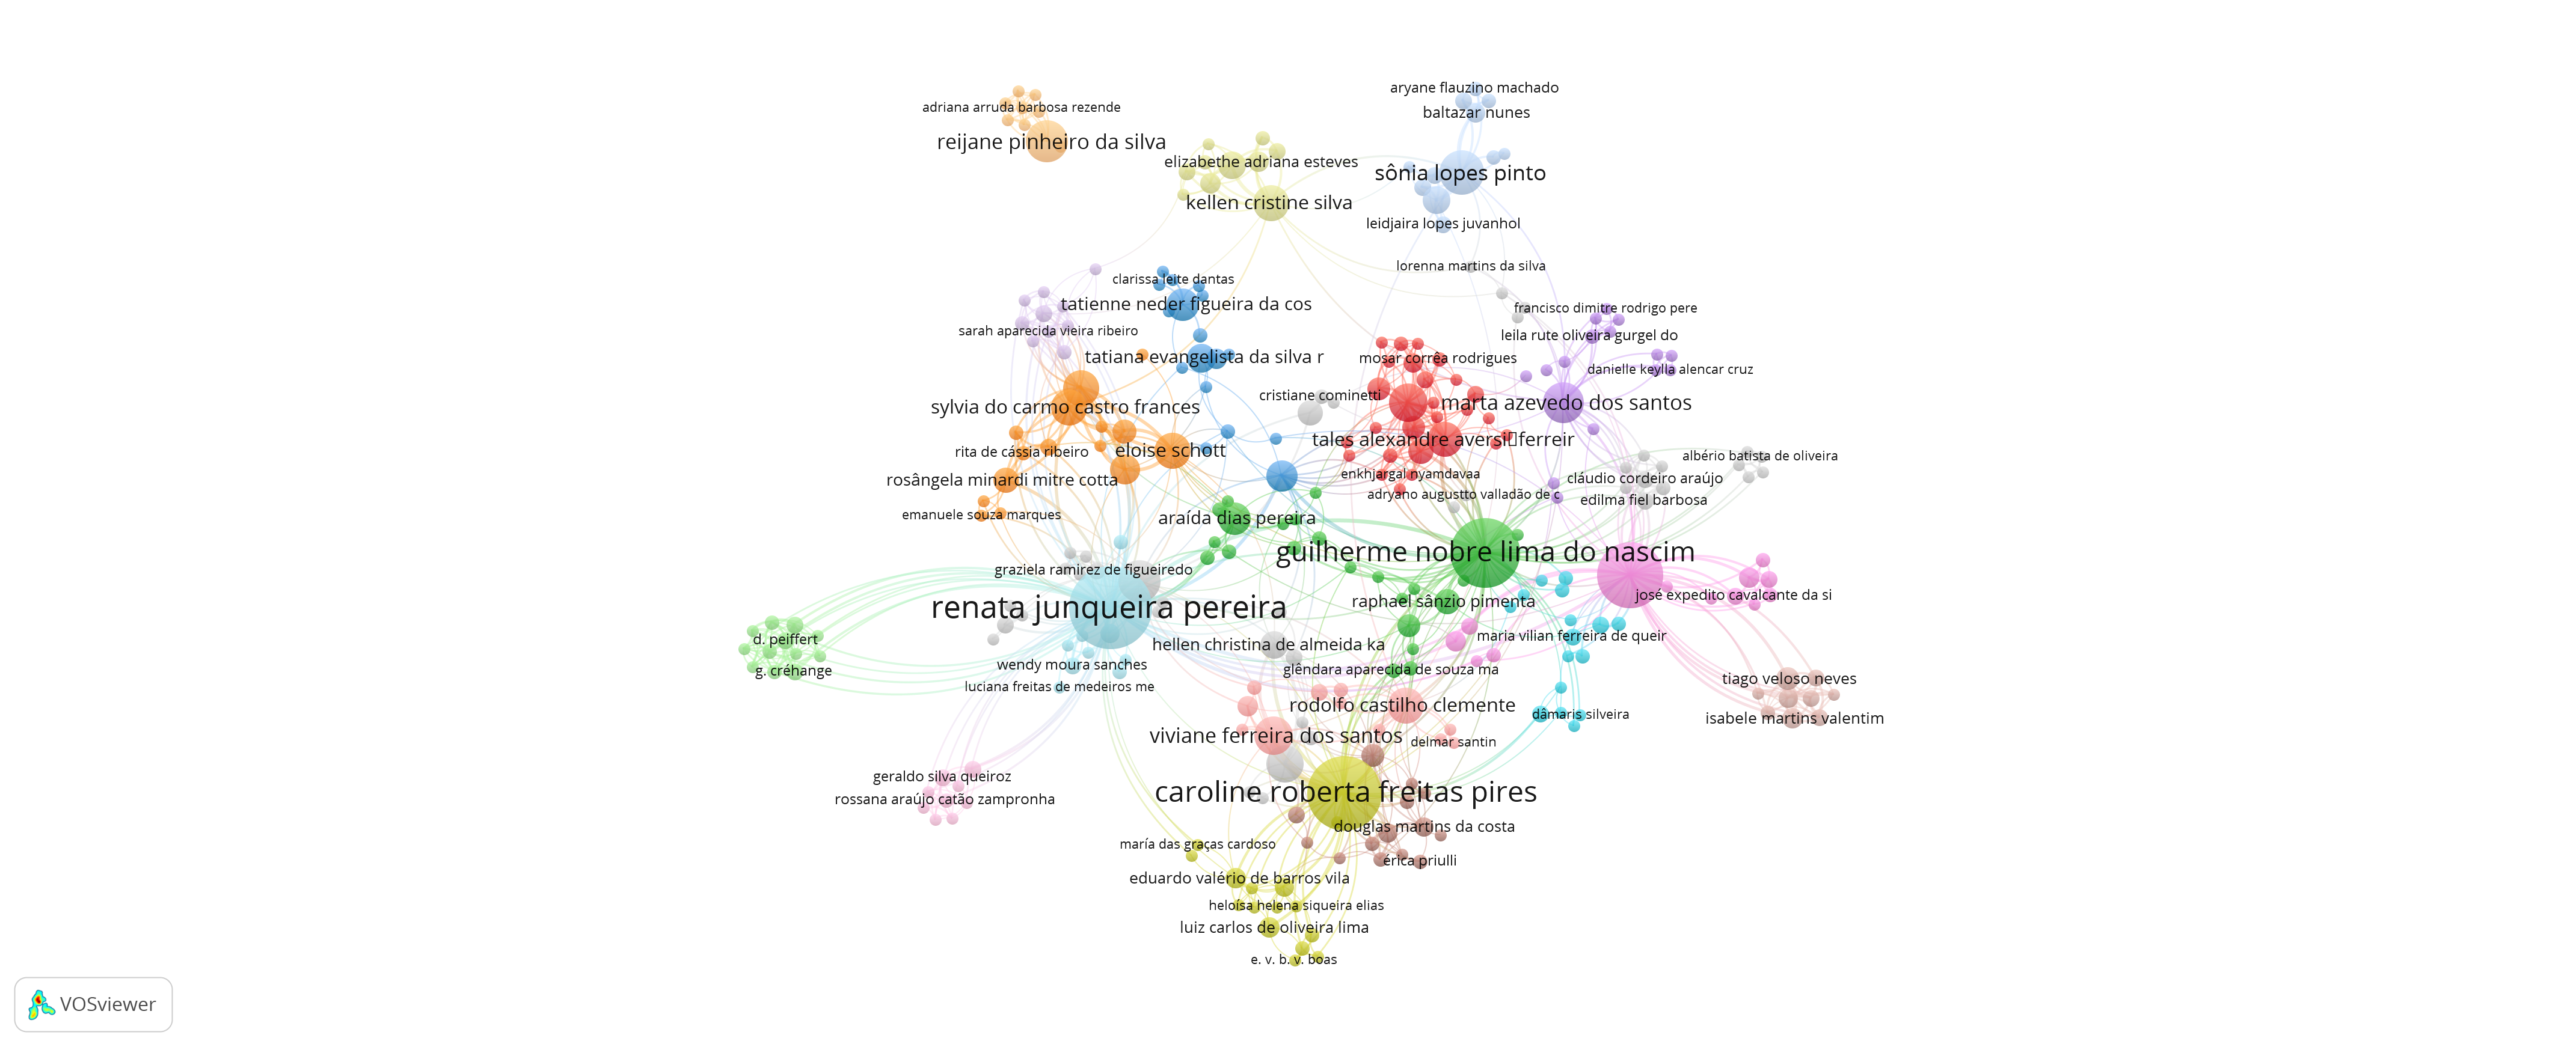 aryane flauzino machado
adriana arruda barbosa rezende
baltazar nunes
reijane pinheiro da silva
elizabethe adriana esteves
sônia lopes pinto
kellen cristine silva
leidjaira lopes juvanhol
lorenna martins da silva
clarissa leite dantas
tatienne neder figueira da cos
francisco dimitre rodrigo pere
sarah aparecida vieira ribeiro
leila rute oliveira gurgel do
tatiana evangelista da silva r
mosar corrêa rodrigues
danielle keylla alencar cruz
cristiane cominetti
sylvia do carmo castro frances
marta azevedo dos santos
tales alexandre aversi▯ferreir
rita de cássia ribeiro
eloise schott
albério batista de oliveira
rosângela minardi mitre cotta
enkhjargal nyamdavaa
cláudio cordeiro araújo
adryano augustto valladão de c
edilma fiel barbosa
emanuele souza marques
araída dias pereira
guilherme nobre lima do nascim
graziela ramirez de figueiredo
josé expedito cavalcante da si
renata junqueira pereira
raphael sânzio pimenta
d. peiffert
maria vilian ferreira de queir
hellen christina de almeida ka
wendy moura sanches
g. créhange
glêndara aparecida de souza ma
tiago veloso neves
luciana freitas de medeiros me
rodolfo castilho clemente
dâmaris silveira
isabele martins valentim
viviane ferreira dos santos
delmar santin
geraldo silva queiroz
caroline roberta freitas pires
rossana araújo catão zampronha
douglas martins da costa
maría das graças cardoso
érica priulli
eduardo valério de barros vila
heloísa helena siqueira elias
luiz carlos de oliveira lima
e. v. b. v. boas
VOSviewer